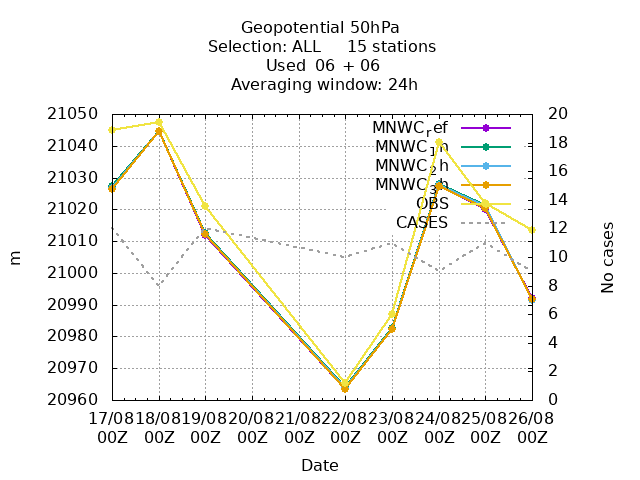 Geopotential 50hPa
Selection: ALL 15 stations
Used 06 + 06
Averaging window: 24h
21050
21040
21030
21020
21010
21000
20990
20980
20970
20960
m
20
18
16
14
12
10
8
6
4
2
0
No cases
MNWC_ref
MNWC_1h
MNWC_2h
MNWC_3h
OBS
CASES
17/08 18/08 19/08 20/08 21/08 22/08 23/08 24/08 25/08 26/08
00Z 00Z 00Z 00Z 00Z 00Z 00Z 00Z 00Z 00Z
Date